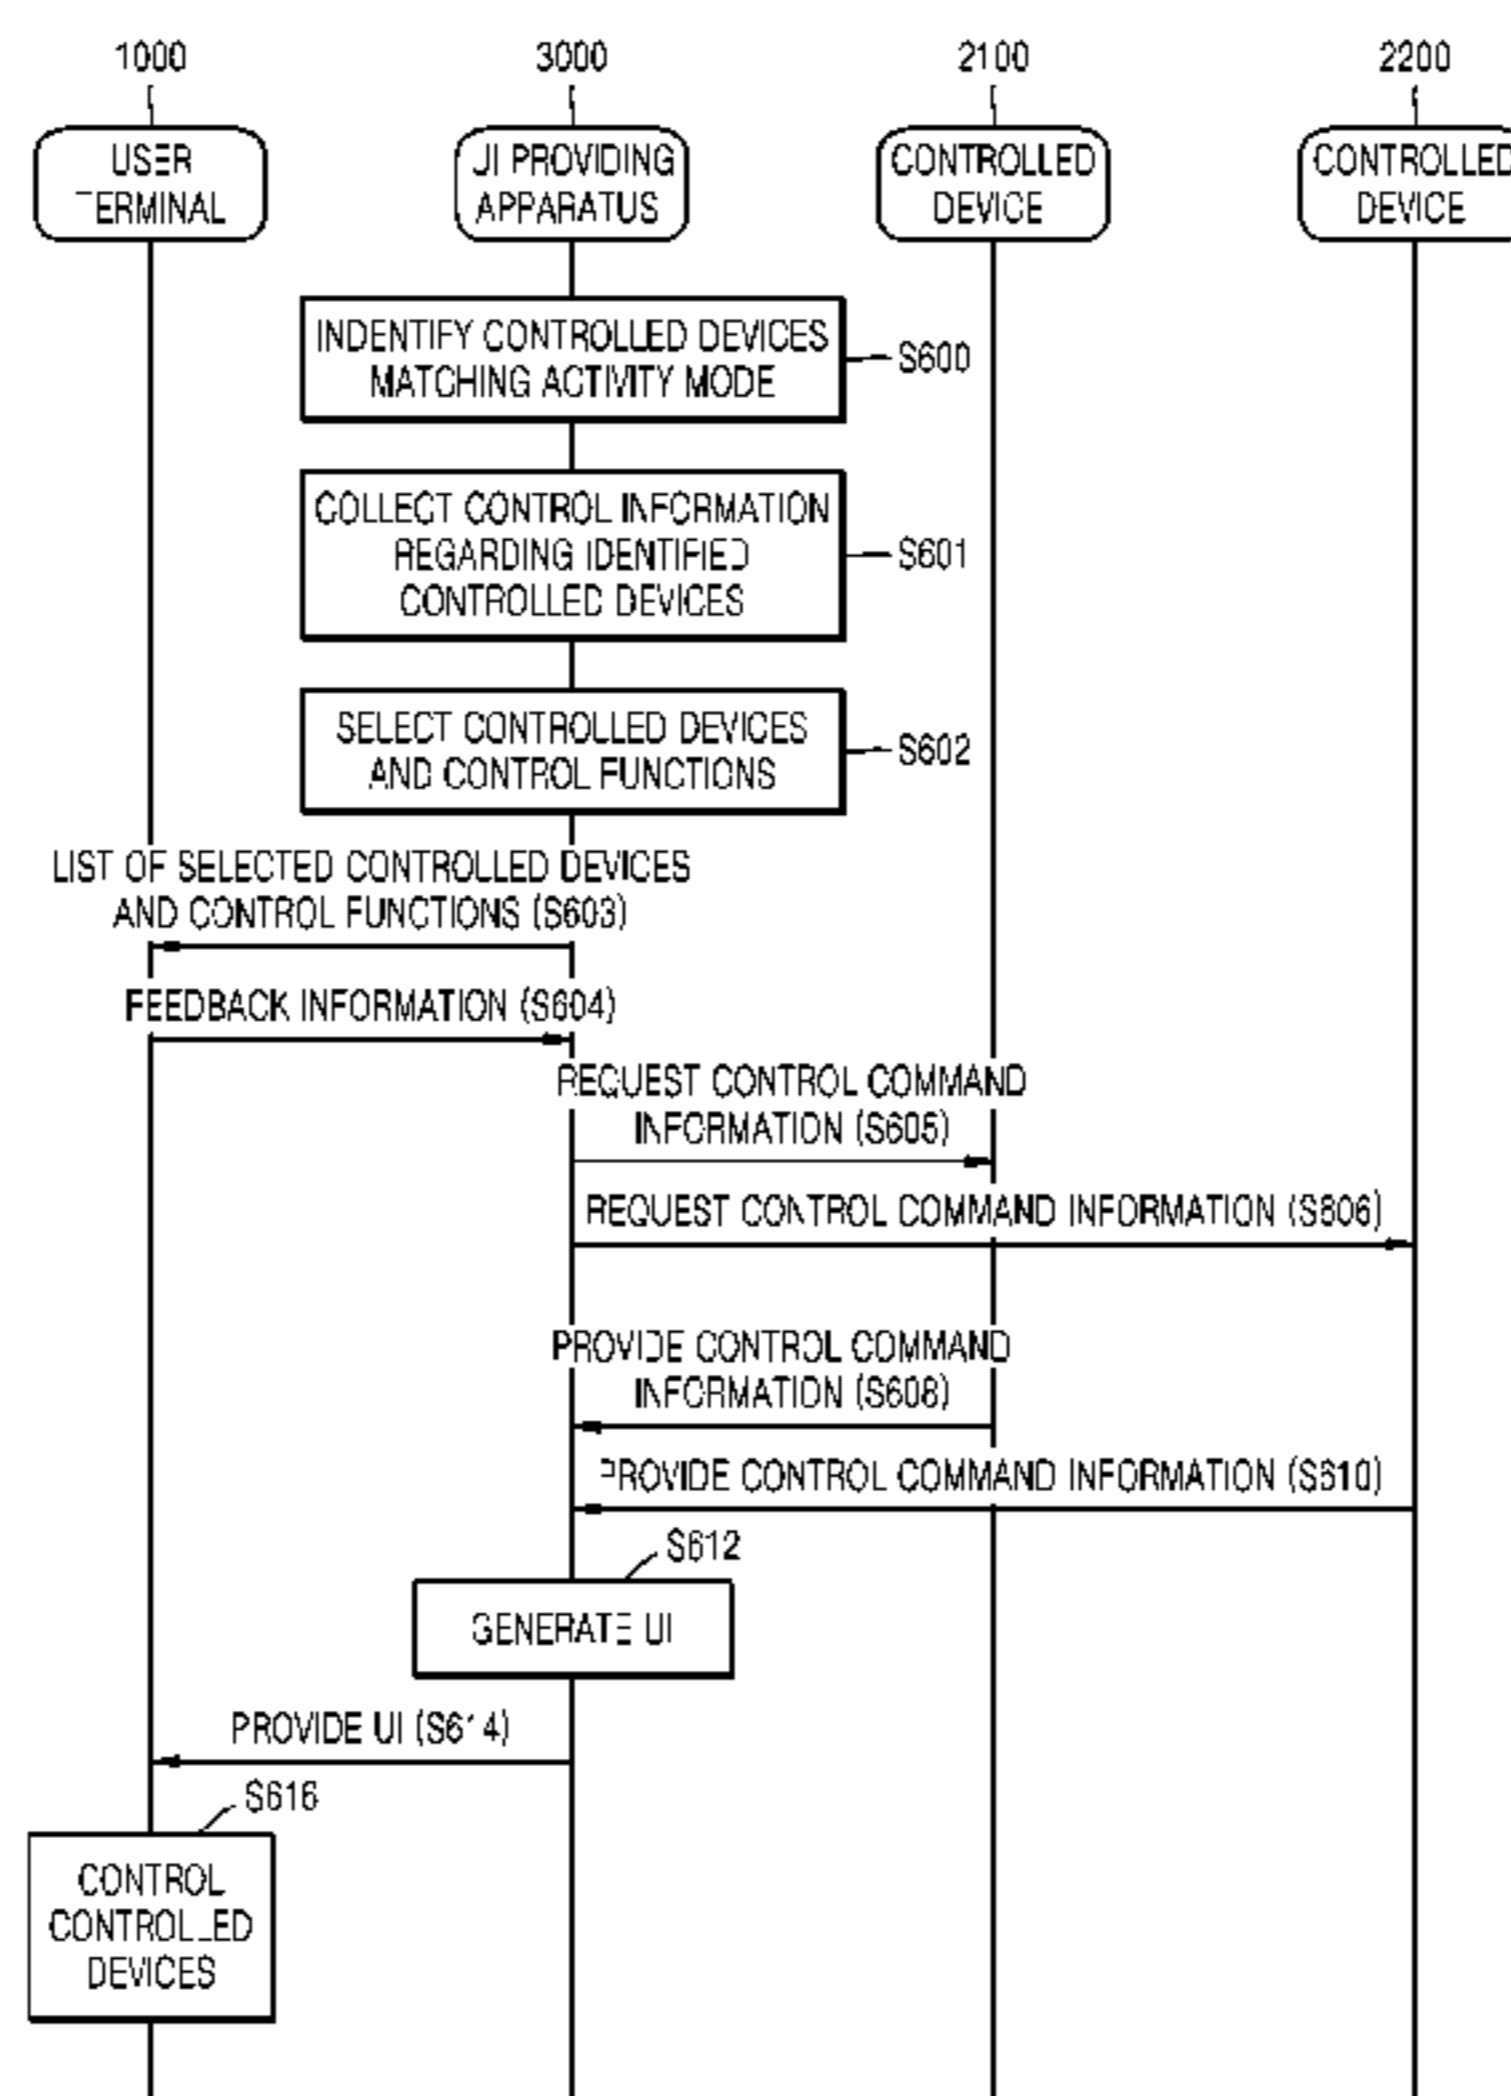 1000
3000
2100
2200
USER
TERMINAL
UI PROVIDING
APPARATUS
CONTROLLED
DEVICE
CONTROLLED
DEVICE
INDENTIFY CONTROLLED DEVICES
MATCHING ACTIVITY MODE
S600
COLLECT CONTROL INFORMATION
REGARDING IDENTIFIED
CONTROLLED DEVICES
S601
SELECT CONTROLLED DEVICES
AND CONTROL FUNCTIONS
S602
LIST OF SELECTED CONTROLLED DEVICES
AND CONTROL FUNCTIONS (S603)
FEEDBACK INFORMATION (S604)
REQUEST CONTROL COMMAND
INFORMATION (S605)
REQUEST CONTROL COMMAND INFORMATION (S606)
PROVIDE CONTROL COMMAND
INFORMATION (S608)
PROVIDE CONTROL COMMAND INFORMATION (S610)
S612
GENERATE UI
PROVIDE UI (S614)
S616
CONTROL
CONTROLLED
DEVICES